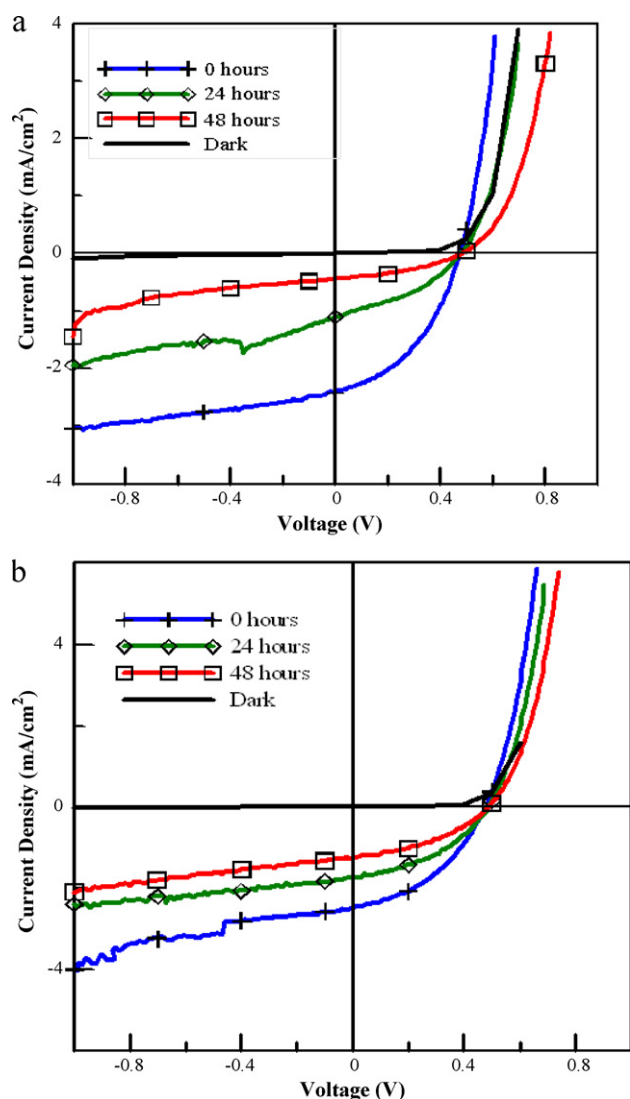 a
4
0 hours
24 hours
48 hours
Dark
2
0
-2
-4
-0.8
-0.4
0
0.4
0.8
Current Density (mA/cm²)
Voltage (V)
b
4
0 hours
24 hours
48 hours
Dark
0
-4
-0.8
-0.4
0
0.4
0.8
Current Density (mA/cm²)
Voltage (V)